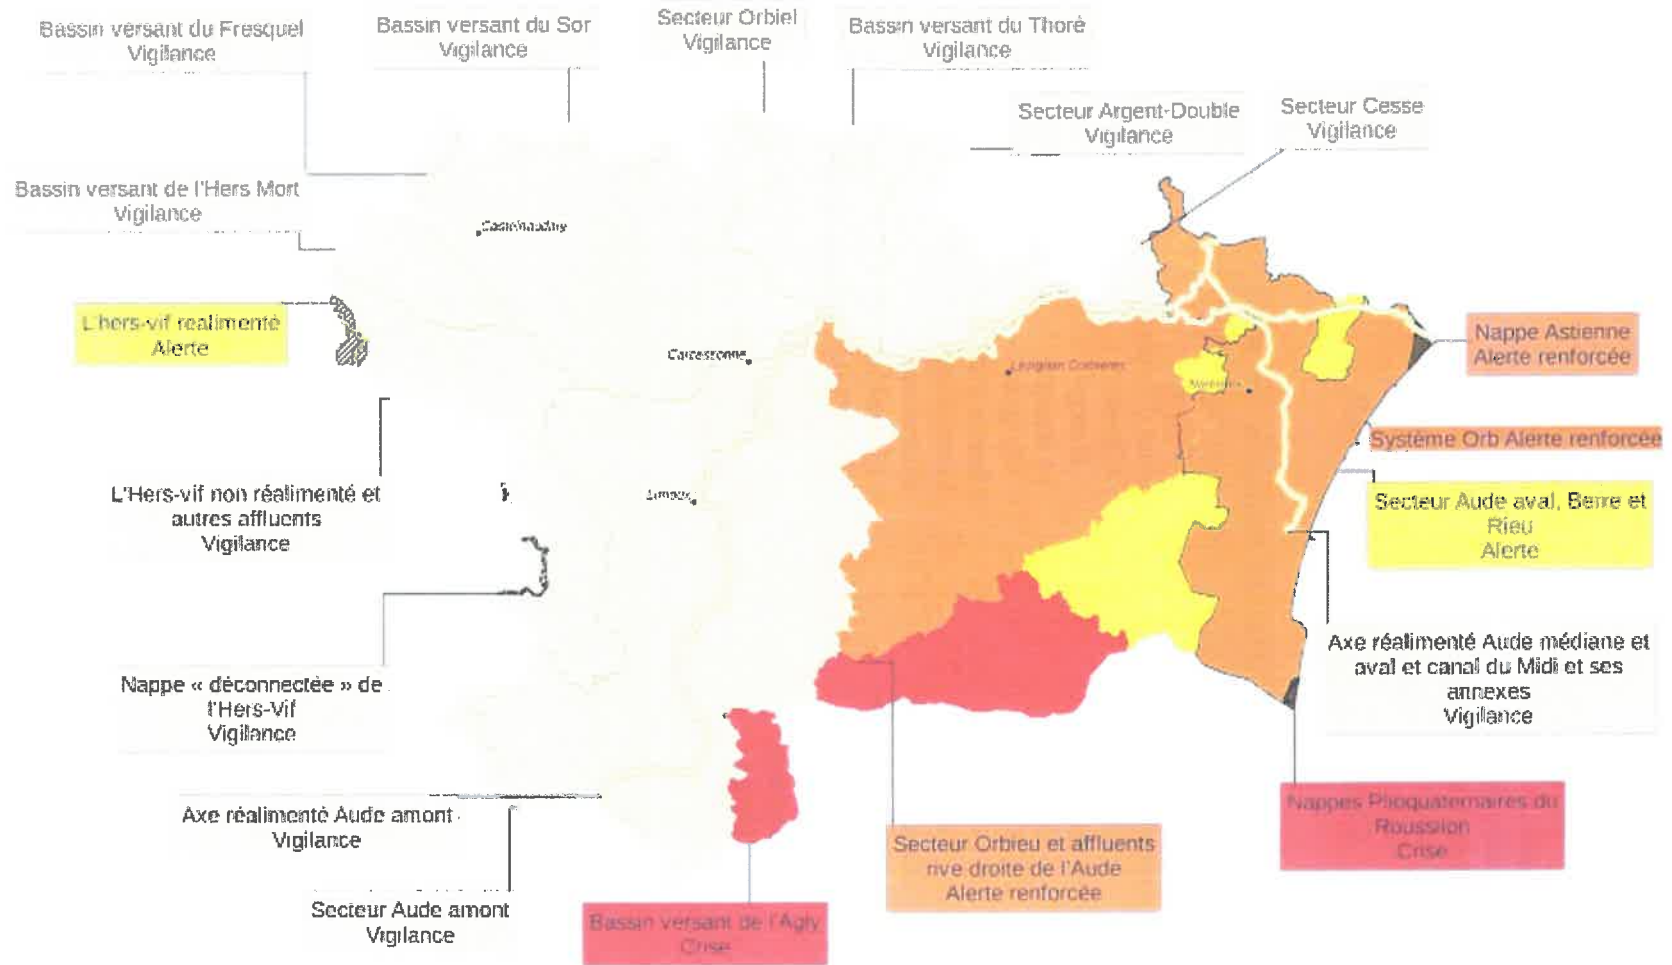 Bassin versant du Fresquel
Vigilance
Bassin versant du Sor
Vigilance
Secteur Orbiel
Vigilance
Bassin versant du Thoré
Vigilance
Secteur Argent-Double
Vigilance
Secteur Cesse
Vigilance
Bassin versant de l'Hers Mort
Vigilance
Castelnaudary
L'hers-vif realimenté
Alerte
Carcassonne
Lézignan Corbières
Nappe Astienne
Alerte renforcée
Narbonne
Système Orb Alerte renforcée
L'Hers-vif non réalimenté et
autres affluents
Vigilance
Limoux
Secteur Aude aval, Berre et
Rieu
Alerte
Axe réalimenté Aude médiane et
aval et canal du Midi et ses
annexes
Vigilance
Nappe « déconnectée » de
l'Hers-Vif
Vigilance
Axe réalimenté Aude amont
Vigilance
Secteur Aude amont
Vigilance
Bassin versant de l'Agly
Crise
Secteur Orbieu et affluents
rive droite de l'Aude
Alerte renforcée
Nappes Plioquaternaires du
Roussillon
Crise